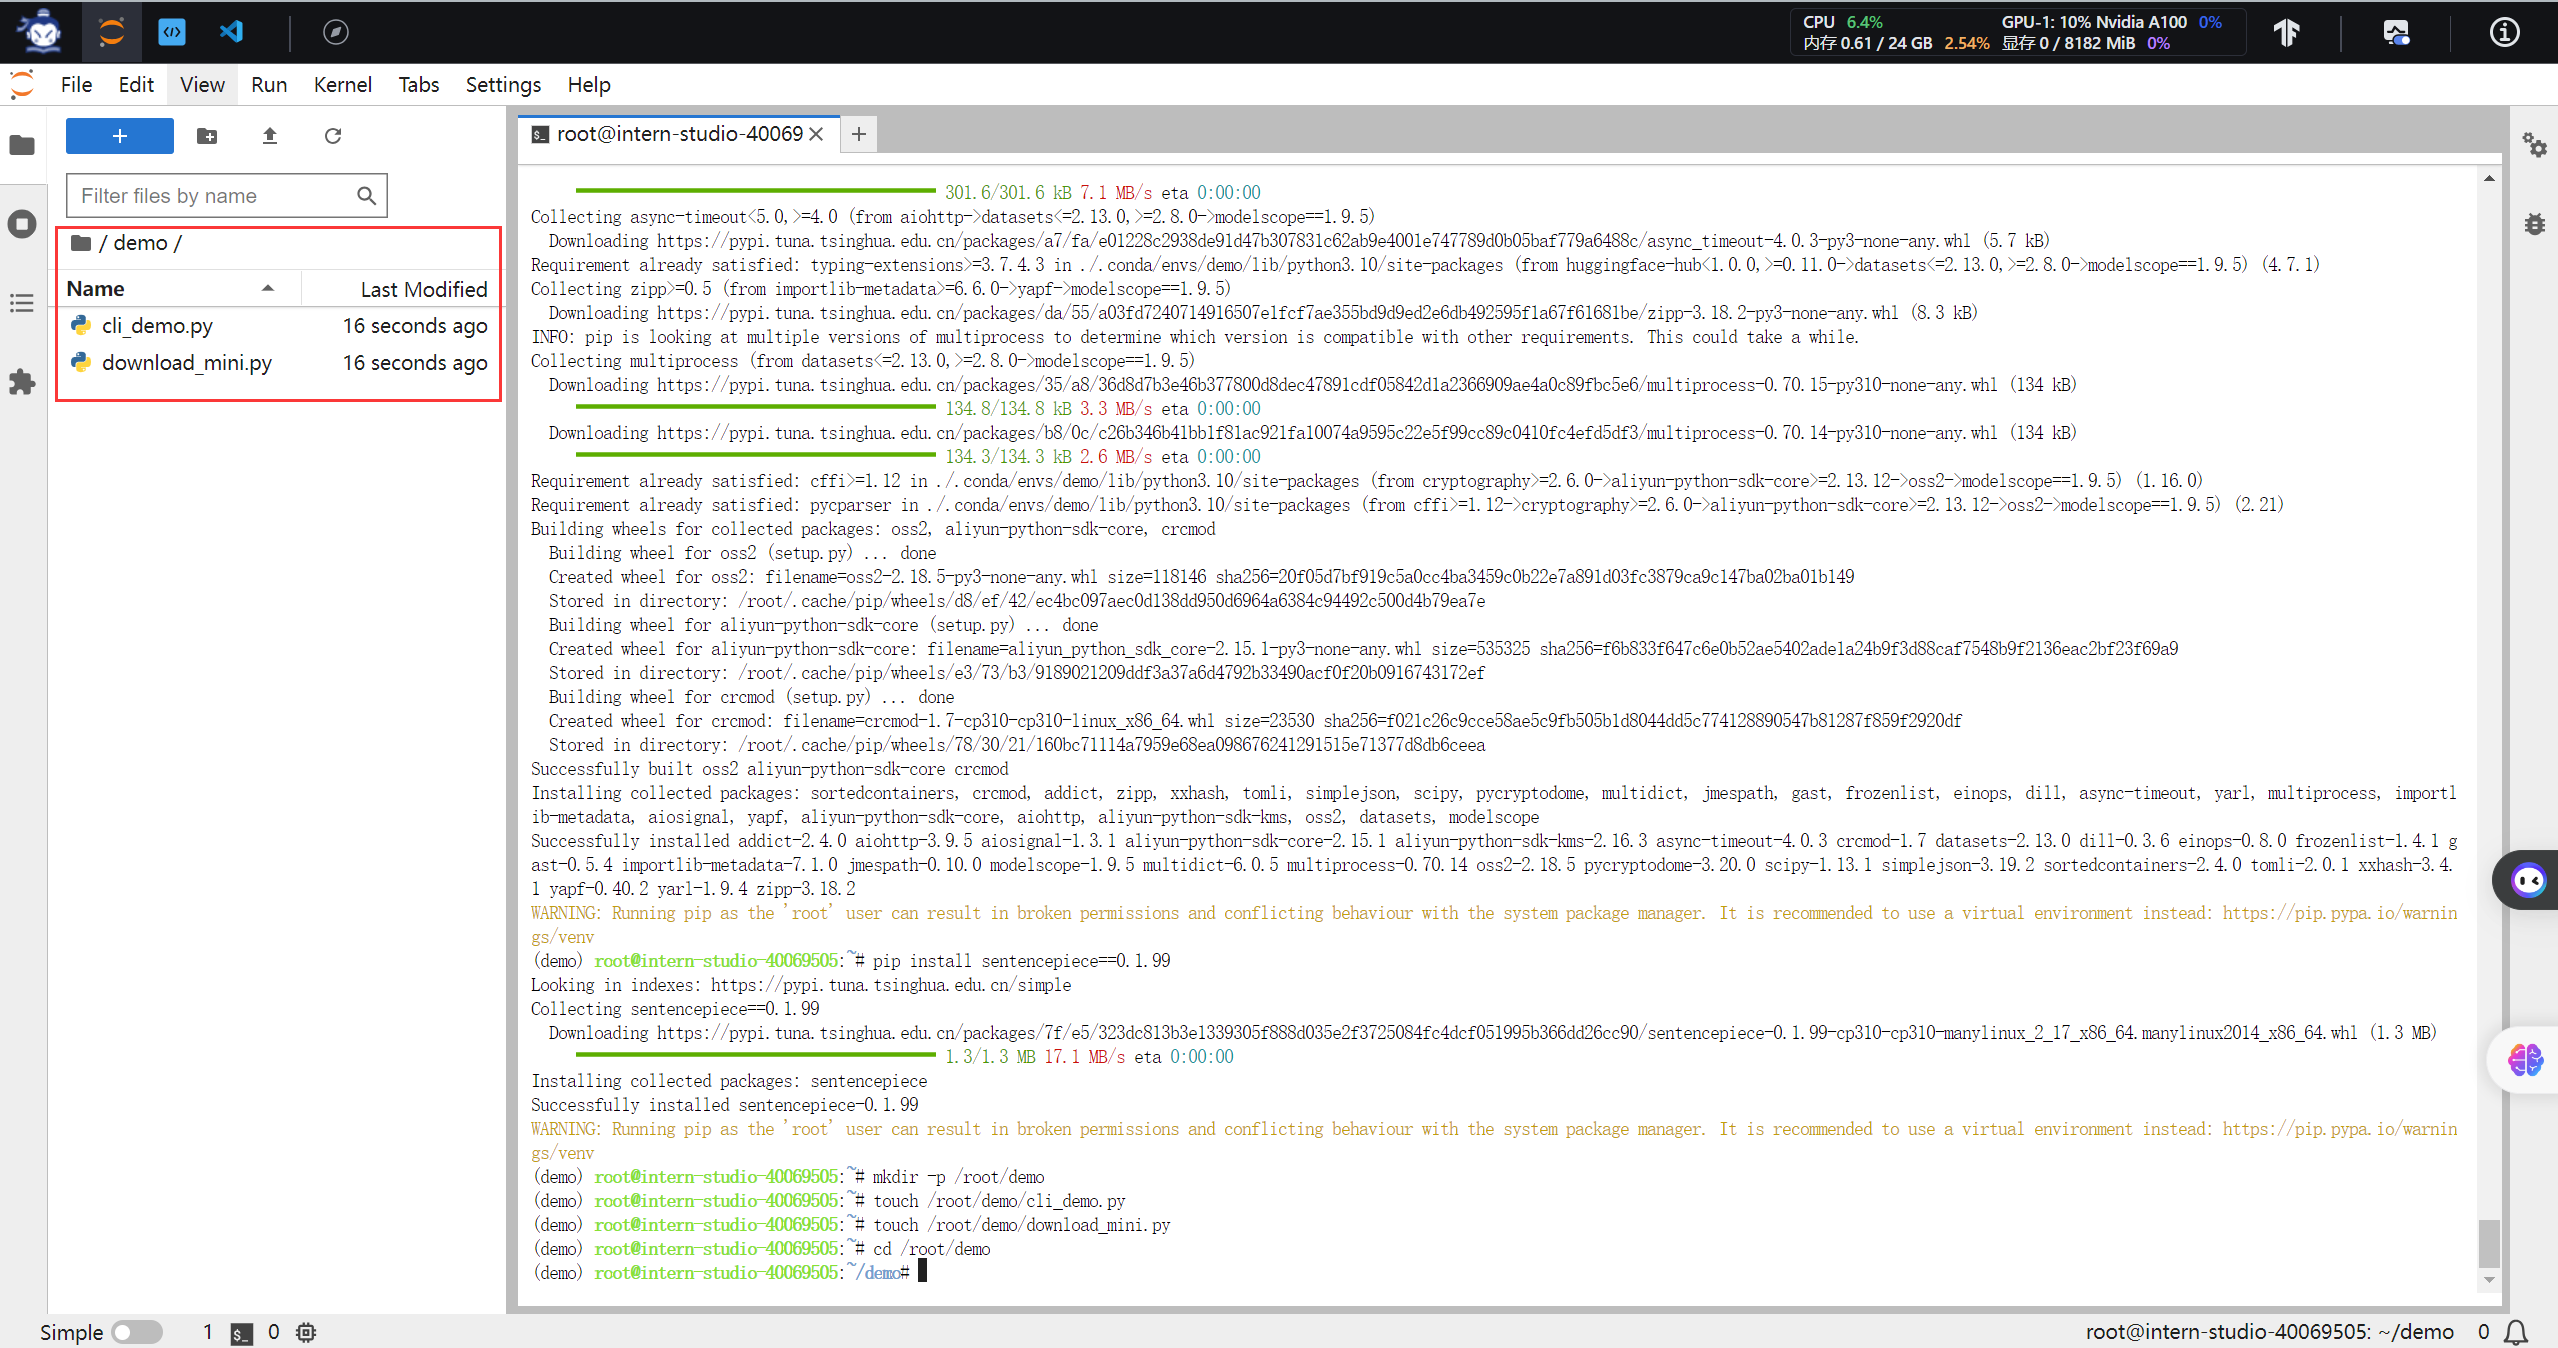 CPU 6.4% GPU-1: 10% Nvidia A100 0%
内存 0.61 / 24 GB 2.54% 显存 0 / 8182 MiB 0%
File Edit View Run Kernel Tabs Settings Help
root@intern-studio-40069
Filter files by name
/ demo /
Name Last Modified
cli_demo.py 16 seconds ago
download_mini.py 16 seconds ago
301.6/301.6 kB 7.1 MB/s eta 0:00:00
Collecting async-timeout<5.0,>=4.0 (from aiohttp->datasets<=2.13.0,>=2.8.0->modelscope==1.9.5)
Downloading https://pypi.tuna.tsinghua.edu.cn/packages/a7/fa/e01228c2938de91d47b307831c62ab9e4001e747789d0b05baf779a6488c/async_timeout-4.0.3-py3-none-any.whl (5.7 kB)
Requirement already satisfied: typing-extensions>=3.7.4.3 in ./.conda/envs/demo/lib/python3.10/site-packages (from huggingface-hub<1.0.0,>=0.11.0->datasets<=2.13.0,>=2.8.0->modelscope==1.9.5) (4.7.1)
Collecting zipp>=0.5 (from importlib-metadata>=6.6.0->yapf->modelscope==1.9.5)
Downloading https://pypi.tuna.tsinghua.edu.cn/packages/da/55/a03fd7240714916507e1fcf7ae355bd9d9ed2e6db492595f1a67f61681be/zipp-3.18.2-py3-none-any.whl (8.3 kB)
INFO: pip is looking at multiple versions of multiprocess to determine which version is compatible with other requirements. This could take a while.
Collecting multiprocess (from datasets<=2.13.0,>=2.8.0->modelscope==1.9.5)
Downloading https://pypi.tuna.tsinghua.edu.cn/packages/35/a8/36d8d7b3e46b377800d8dec47891cdf05842d1a2366909ae4a0c89fbc5e6/multiprocess-0.70.15-py310-none-any.whl (134 kB)
134.8/134.8 kB 3.3 MB/s eta 0:00:00
Downloading https://pypi.tuna.tsinghua.edu.cn/packages/b8/0c/c26b346b41bb1f81ac921fa10074a9595c22e5f99cc89c0410fc4efd5df3/multiprocess-0.70.14-py310-none-any.whl (134 kB)
134.3/134.3 kB 2.6 MB/s eta 0:00:00
Requirement already satisfied: cffi>=1.12 in ./.conda/envs/demo/lib/python3.10/site-packages (from cryptography>=2.6.0->aliyun-python-sdk-core>=2.13.12->oss2->modelscope==1.9.5) (1.16.0)
Requirement already satisfied: pycparser in ./.conda/envs/demo/lib/python3.10/site-packages (from cffi>=1.12->cryptography>=2.6.0->aliyun-python-sdk-core>=2.13.12->oss2->modelscope==1.9.5) (2.21)
Building wheels for collected packages: oss2, aliyun-python-sdk-core, crcmod
Building wheel for oss2 (setup.py) ... done
Created wheel for oss2: filename=oss2-2.18.5-py3-none-any.whl size=118146 sha256=20f05d7bf919c5a0cc4ba3459c0b22e7a891d03fc3879ca9c147ba02ba01b149
Stored in directory: /root/.cache/pip/wheels/d8/ef/42/ec4bc097aec0d138dd950d6964a6384c94492c500d4b79ea7e
Building wheel for aliyun-python-sdk-core (setup.py) ... done
Created wheel for aliyun-python-sdk-core: filename=aliyun_python_sdk_core-2.15.1-py3-none-any.whl size=535325 sha256=f6b833f647c6e0b52ae5402ade1a24b9f3d88caf7548b9f2136eac2bf23f69a9
Stored in directory: /root/.cache/pip/wheels/e3/73/b3/9189021209ddf3a37a6d4792b33490acf0f20b0916743172ef
Building wheel for crcmod (setup.py) ... done
Created wheel for crcmod: filename=crcmod-1.7-cp310-cp310-linux_x86_64.whl size=23530 sha256=f021c26c9cce58ae5c9fb505b1d8044dd5c774128890547b81287f859f2920df
Stored in directory: /root/.cache/pip/wheels/78/30/21/160bc71114a7959e68ea098676241291515e71377d8db6ceea
Successfully built oss2 aliyun-python-sdk-core crcmod
Installing collected packages: sortedcontainers, crcmod, addict, zipp, xxhash, tomli, simplejson, scipy, pycryptodome, multidict, jmespath, gast, frozenlist, einops, dill, async-timeout, yarl, multiprocess, importl
ib-metadata, aiosignal, yapf, aliyun-python-sdk-core, aiohttp, aliyun-python-sdk-kms, oss2, datasets, modelscope
Successfully installed addict-2.4.0 aiohttp-3.9.5 aiosignal-1.3.1 aliyun-python-sdk-core-2.15.1 aliyun-python-sdk-kms-2.16.3 async-timeout-4.0.3 crcmod-1.7 datasets-2.13.0 dill-0.3.6 einops-0.8.0 frozenlist-1.4.1 g
ast-0.5.4 importlib-metadata-7.1.0 jmespath-0.10.0 modelscope-1.9.5 multidict-6.0.5 multiprocess-0.70.14 oss2-2.18.5 pycryptodome-3.20.0 scipy-1.13.1 simplejson-3.19.2 sortedcontainers-2.4.0 tomli-2.0.1 xxhash-3.4.
1 yapf-0.40.2 yarl-1.9.4 zipp-3.18.2
WARNING: Running pip as the 'root' user can result in broken permissions and conflicting behaviour with the system package manager. It is recommended to use a virtual environment instead: https://pip.pypa.io/warnin
gs/venv
(demo) root@intern-studio-40069505:~# pip install sentencepiece==0.1.99
Looking in indexes: https://pypi.tuna.tsinghua.edu.cn/simple
Collecting sentencepiece==0.1.99
Downloading https://pypi.tuna.tsinghua.edu.cn/packages/7f/e5/323dc813b3e1339305f888d035e2f3725084fc4dcf051995b366dd26cc90/sentencepiece-0.1.99-cp310-cp310-manylinux_2_17_x86_64.manylinux2014_x86_64.whl (1.3 MB)
1.3/1.3 MB 17.1 MB/s eta 0:00:00
Installing collected packages: sentencepiece
Successfully installed sentencepiece-0.1.99
WARNING: Running pip as the 'root' user can result in broken permissions and conflicting behaviour with the system package manager. It is recommended to use a virtual environment instead: https://pip.pypa.io/warnin
gs/venv
(demo) root@intern-studio-40069505:~# mkdir -p /root/demo
(demo) root@intern-studio-40069505:~# touch /root/demo/cli_demo.py
(demo) root@intern-studio-40069505:~# touch /root/demo/download_mini.py
(demo) root@intern-studio-40069505:~# cd /root/demo
(demo) root@intern-studio-40069505:~/demo#
Simple 1 0 root@intern-studio-40069505: ~/demo 0